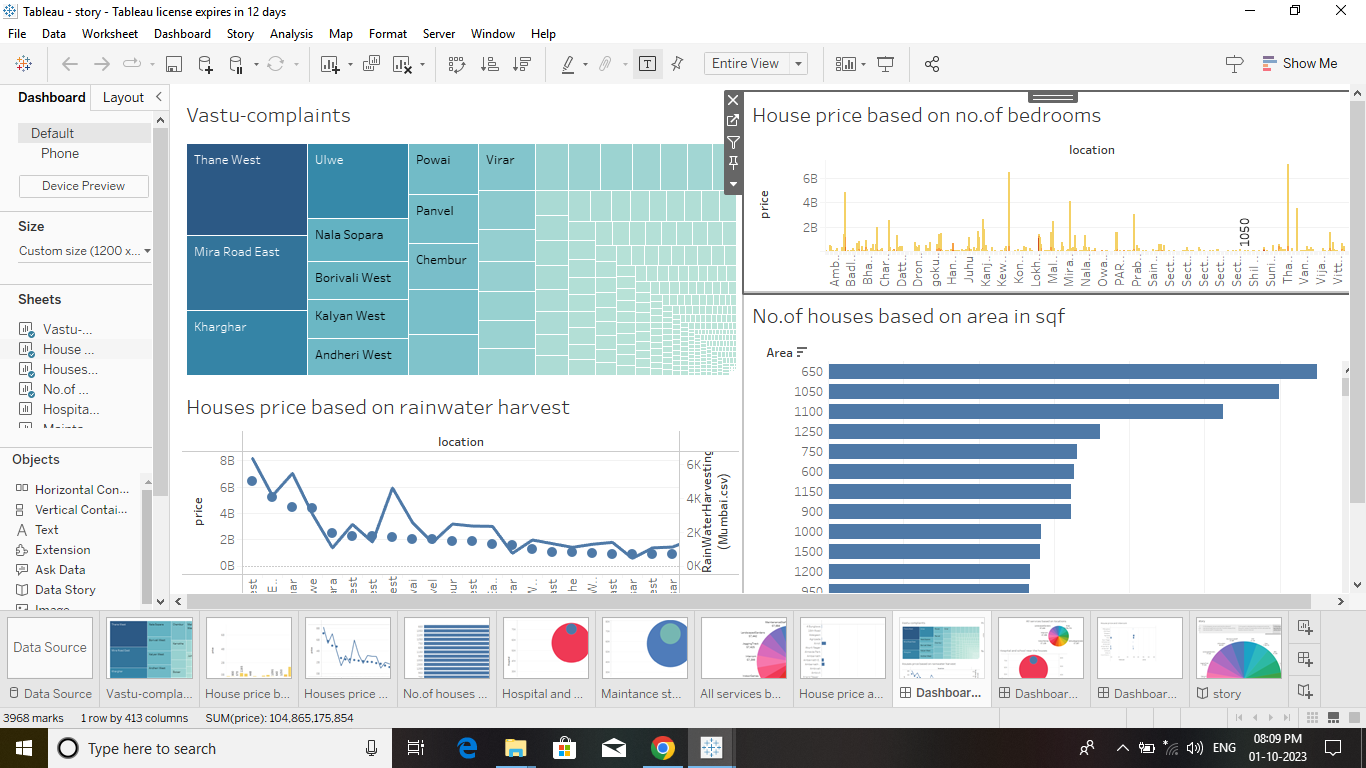 Tableau - story - Tableau license expires in 12 days
File Data Worksheet Dashboard Story Analysis Map Format Server Window Help
Entire View
Show Me
Dashboard Layout
Default
Phone
Device Preview
Size
Custom size (1200 x...
Sheets
Vastu-...
House ...
Houses...
No.of ...
Hospita...
Objects
Horizontal Con...
Vertical Contai...
Text
Extension
Ask Data
Data Story
Image
Vastu-complaints
Thane West
Mira Road East
Kharghar
Ulwe
Nala Sopara
Borivali West
Kalyan West
Andheri West
Powai
Panvel
Chembur
Virar
House price based on no.of bedrooms
location
price
6B
4B
2B
1050
Amb..
Badl..
Bha..
Char..
Datt..
Dron..
goku..
Han..
Juhu
Kanj..
Kew..
Kon..
Lokh..
Mal..
Mira..
Nala..
Owa..
PAR..
Prab..
Sain..
Sect..
Sect..
Sect..
Sect..
Sect..
Shil ..
Suni..
Tha..
Van..
Vija..
Vitt..
Houses price based on rainwater harvest
location
price
8B
6B
4B
2B
0B
6K
4K
2K
0K
RainWaterHarvesting
(Mumbai.csv)
No.of houses based on area in sqf
Area
650
1050
1100
1250
750
600
1150
900
1000
1500
1200
950
Data Source
Data Source
Vastu-compla...
House price b...
Houses price ...
No.of houses ...
Hospital and ...
Maintance st...
All services b...
House price a...
Dashboar...
Dashboar...
Dashboar...
story
3968 marks 1 row by 413 columns SUM(price): 104,865,175,854
Type here to search
ENG
08:09 PM
01-10-2023